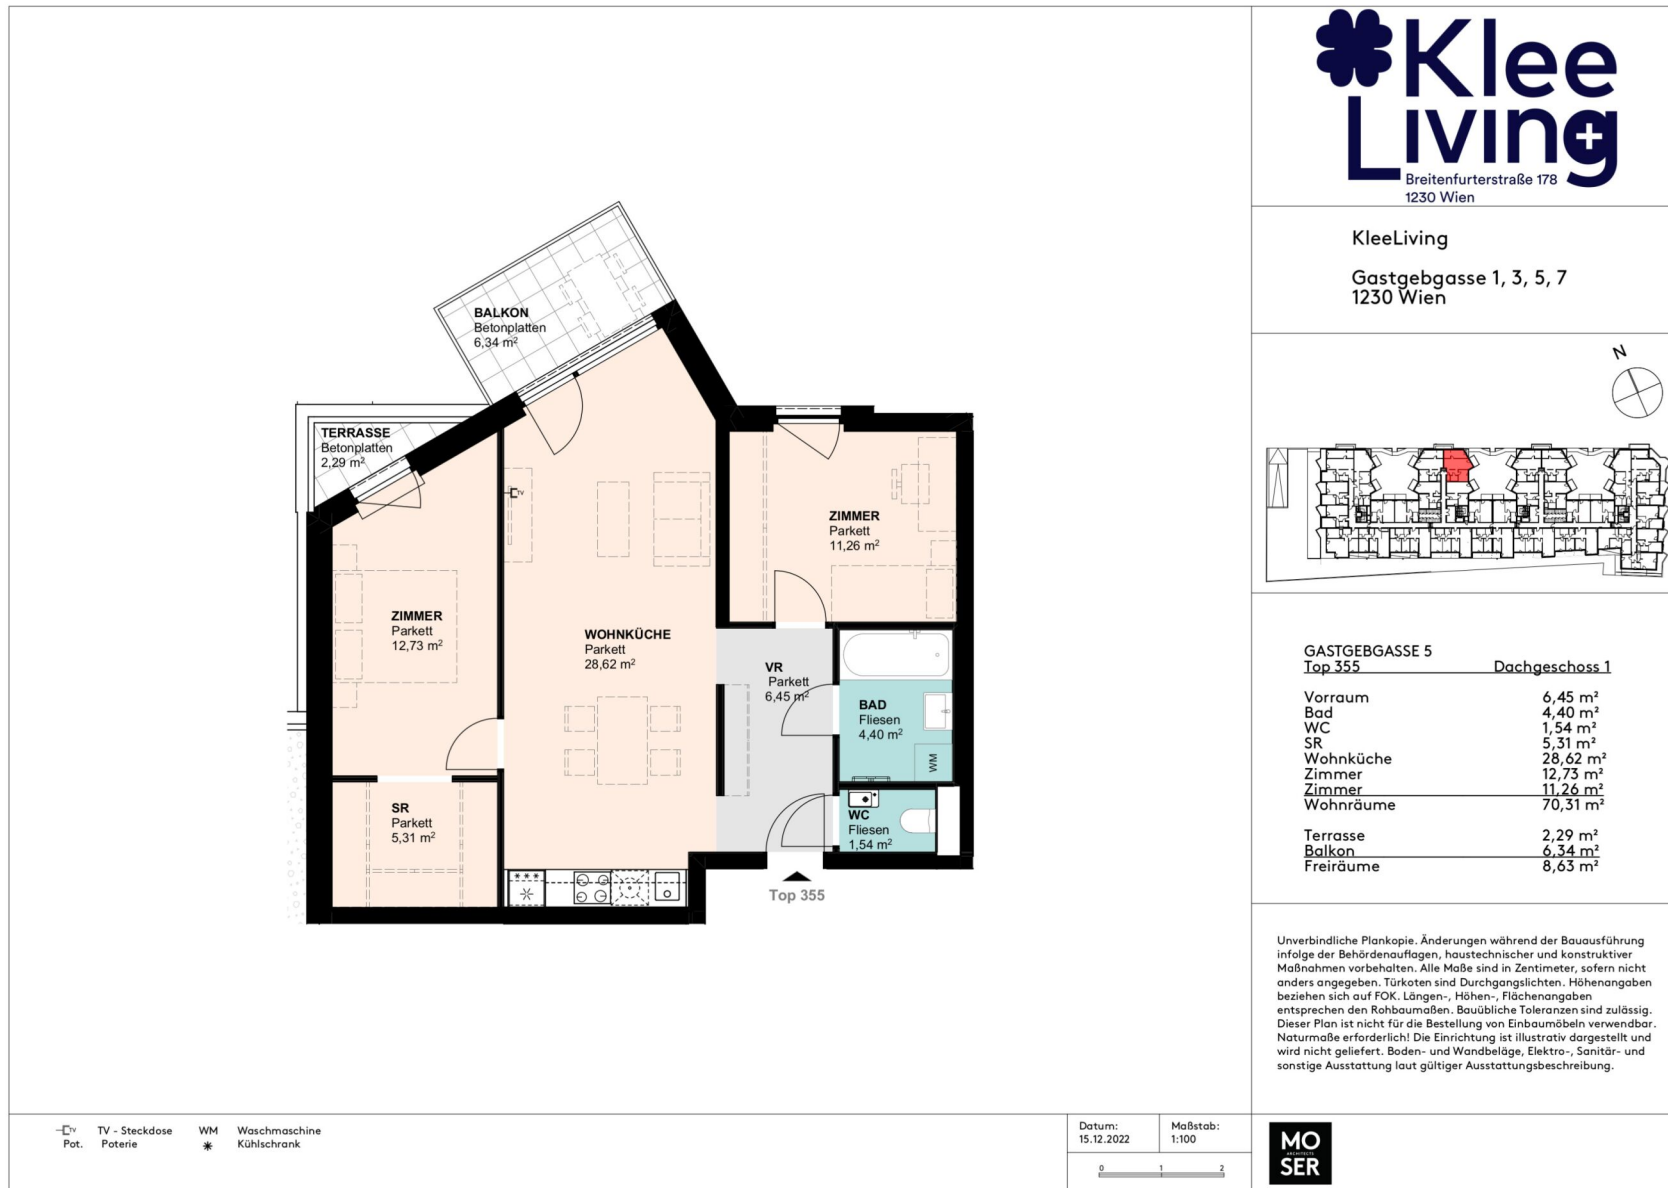 Klee
Living
Breitenfurterstraße 178
1230 Wien
KleeLiving
Gastgebgasse 1, 3, 5, 7
1230 Wien
N
BALKON
Betonplatten
6,34 m²
TERRASSE
Betonplatten
2,29 m²
TV
ZIMMER
Parkett
11,26 m²
ZIMMER
Parkett
12,73 m²
WOHNKÜCHE
Parkett
28,62 m²
VR
Parkett
6,45 m²
BAD
Fliesen
4,40 m²
WM
SR
Parkett
5,31 m²
WC
Fliesen
1,54 m²
Top 355
GASTGEBGASSE 5
Top 355 Dachgeschoss 1
Vorraum 6,45 m²
Bad 4,40 m²
WC 1,54 m²
SR 5,31 m²
Wohnküche 28,62 m²
Zimmer 12,73 m²
Zimmer 11,26 m²
Wohnräume 70,31 m²
Terrasse 2,29 m²
Balkon 6,34 m²
Freiräume 8,63 m²
Unverbindliche Plankopie. Änderungen während der Bauausführung
infolge der Behördenauflagen, haustechnischer und konstruktiver
Maßnahmen vorbehalten. Alle Maße sind in Zentimeter, sofern nicht
anders angegeben. Türkoten sind Durchgangslichten. Höhenangaben
beziehen sich auf FOK. Längen-, Höhen-, Flächenangaben
entsprechen den Rohbaumaßen. Bauübliche Toleranzen sind zulässig.
Dieser Plan ist nicht für die Bestellung von Einbaumöbeln verwendbar.
Naturmaße erforderlich! Die Einrichtung ist illustrativ dargestellt und
wird nicht geliefert. Boden- und Wandbeläge, Elektro-, Sanitär- und
sonstige Ausstattung laut gültiger Ausstattungsbeschreibung.
TV TV - Steckdose WM Waschmaschine
Pot. Poterie Kühlschrank
Datum: Maßstab:
15.12.2022 1:100
0 1 2
MO
ARCHITECTS
SER